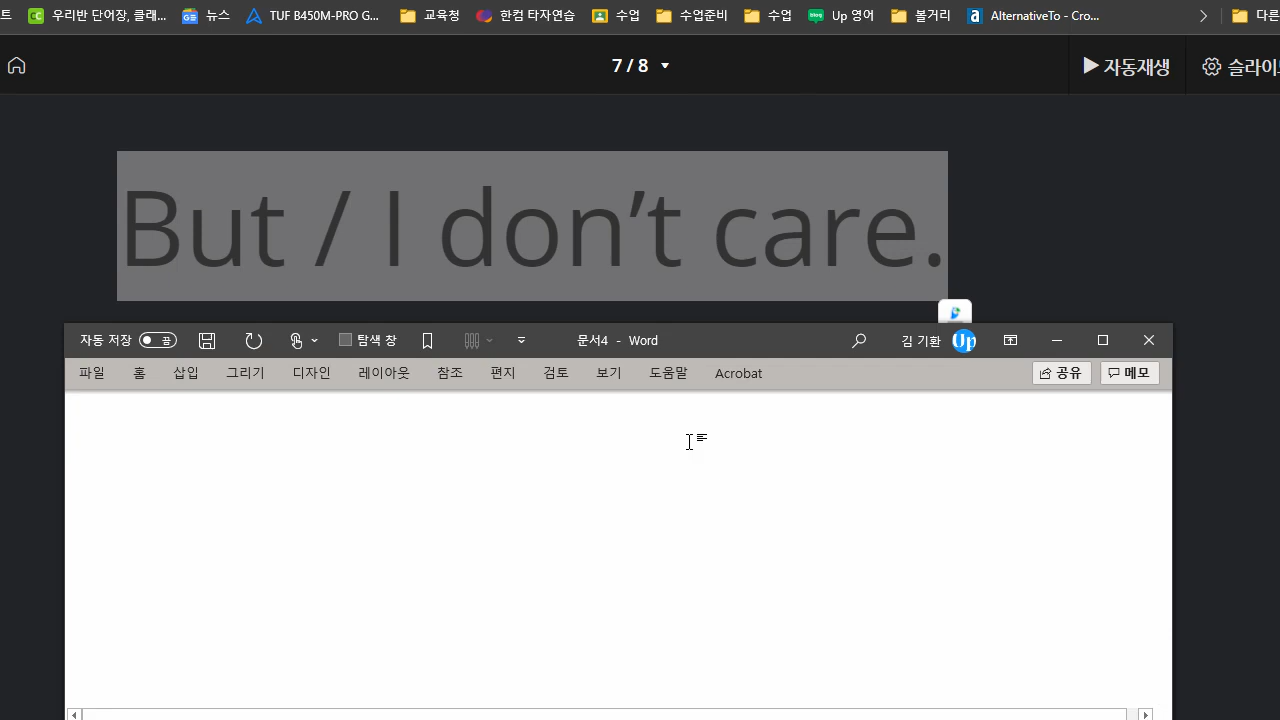 트 우리반 단어장, 클래... 뉴스 TUF B450M-PRO G... 교육청 한컴 타자연습 수업 수업준비 수업 Up 영어 볼거리 AlternativeTo - Cro... 다른
7 / 8 자동재생 슬라이드
But / I don’t care.
자동 저장 끔 탐색 창 문서4 - Word 김 기환 Up
파일 홈 삽입 그리기 디자인 레이아웃 참조 편지 검토 보기 도움말 Acrobat 공유 메모